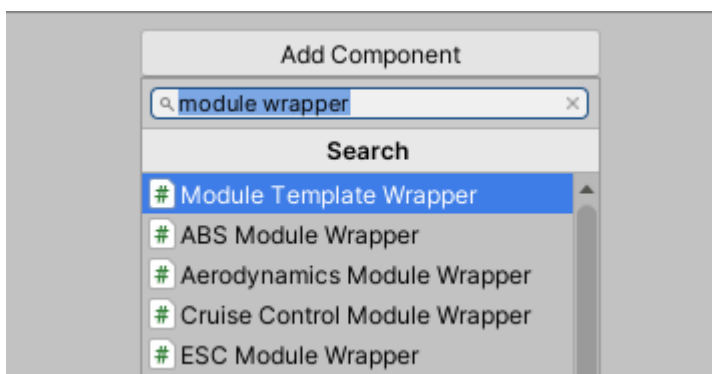 Add Component
module wrapper
Search
# Module Template Wrapper
# ABS Module Wrapper
# Aerodynamics Module Wrapper
# Cruise Control Module Wrapper
# ESC Module Wrapper